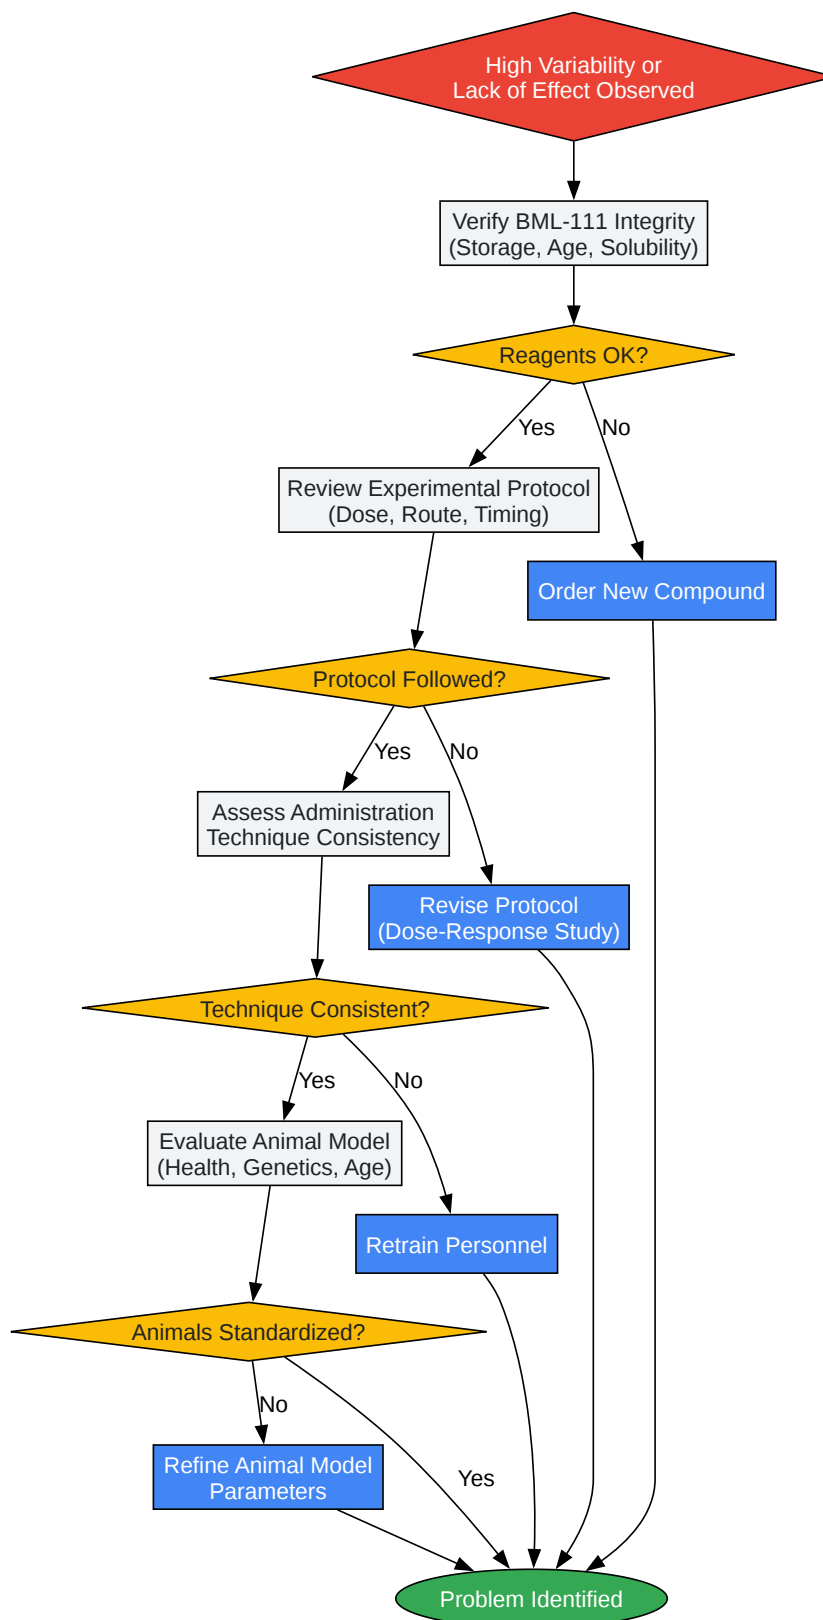 High Variability or
Lack of Effect Observed
Verify BML-111 Integrity
(Storage, Age, Solubility)
Reagents OK?
Yes
No
Review Experimental Protocol
(Dose, Route, Timing)
Order New Compound
Protocol Followed?
Yes
No
Assess Administration
Technique Consistency
Revise Protocol
(Dose-Response Study)
Technique Consistent?
Yes
No
Evaluate Animal Model
(Health, Genetics, Age)
Retrain Personnel
Animals Standardized?
No
Yes
Refine Animal Model
Parameters
Problem Identified